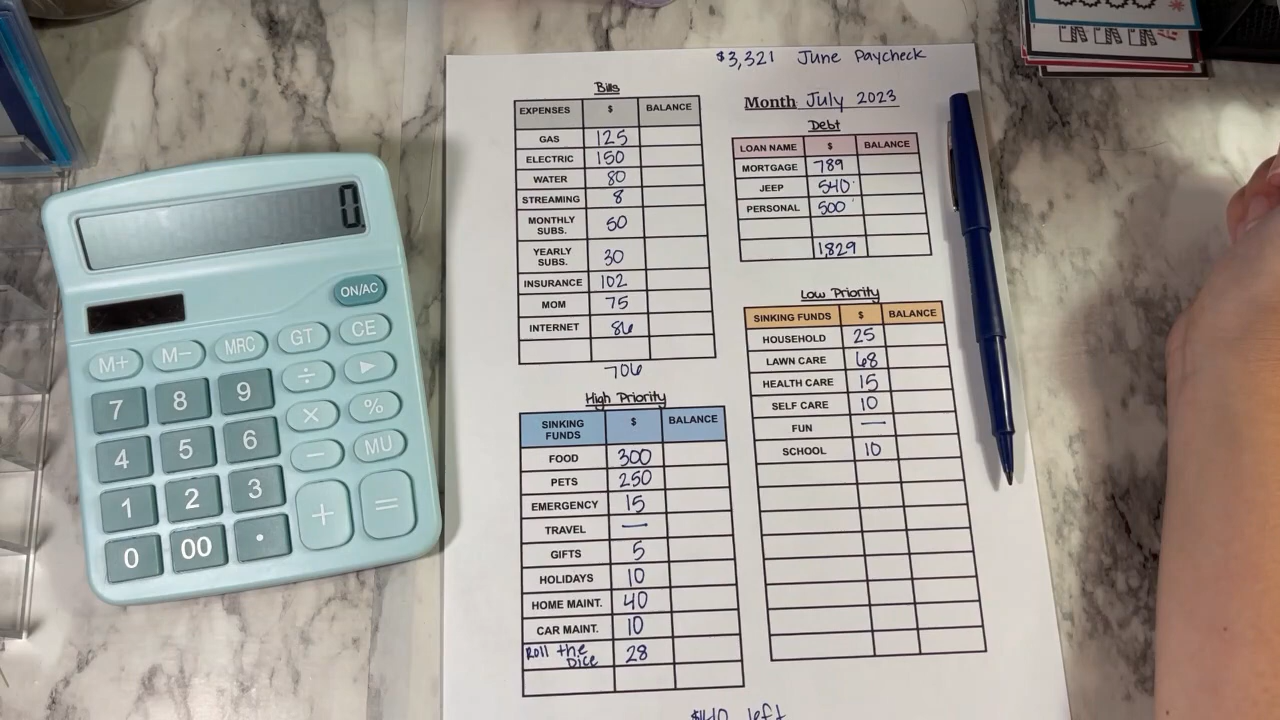 $3,321 June Paycheck
Month July 2023
Bills
EXPENSES $ BALANCE
GAS 125
ELECTRIC 150
WATER 80
STREAMING 8
MONTHLY SUBS. 50
YEARLY SUBS. 30
INSURANCE 102
MOM 75
INTERNET 86
706
Debt
LOAN NAME $ BALANCE
MORTGAGE 789
JEEP 540
PERSONAL 500
1,829
High Priority
SINKING FUNDS $ BALANCE
FOOD 300
PETS 250
EMERGENCY 15
TRAVEL —
GIFTS 5
HOLIDAYS 10
HOME MAINT. 40
CAR MAINT. 10
Roll the Dice 28
Low Priority
SINKING FUNDS $ BALANCE
HOUSEHOLD 25
LAWN CARE 68
HEALTH CARE 15
SELF CARE 10
FUN —
SCHOOL 10
left
0
ON/AC
M+ M− MRC GT CE
7 8 9 ÷ ▶
4 5 6 × %
1 2 3 − MU
0 00 • + =